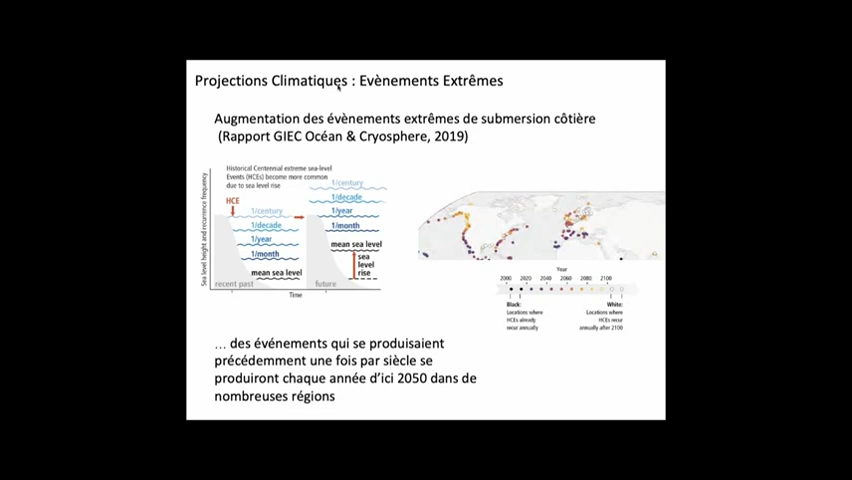 Projections Climatiques : Evènements Extrêmes
Augmentation des évènements extrêmes de submersion côtière
(Rapport GIEC Océan & Cryosphere, 2019)
Historical Centennial extreme sea-level
Events (HCEs) become more common
due to sea level rise
Sea level height and recurrence frequency
HCE
1/century
1/decade
1/year
1/month
mean sea level
recent past
1/century
1/decade
1/year
1/month
mean sea level
sea
level
rise
future
Time
Year
2000 2020 2040 2060 2080 2100
Black:
Locations where
HCEs already
recur annually
White:
Locations where
HCEs recur
annually after 2100
... des événements qui se produisaient
précédemment une fois par siècle se
produiront chaque année d'ici 2050 dans de
nombreuses régions